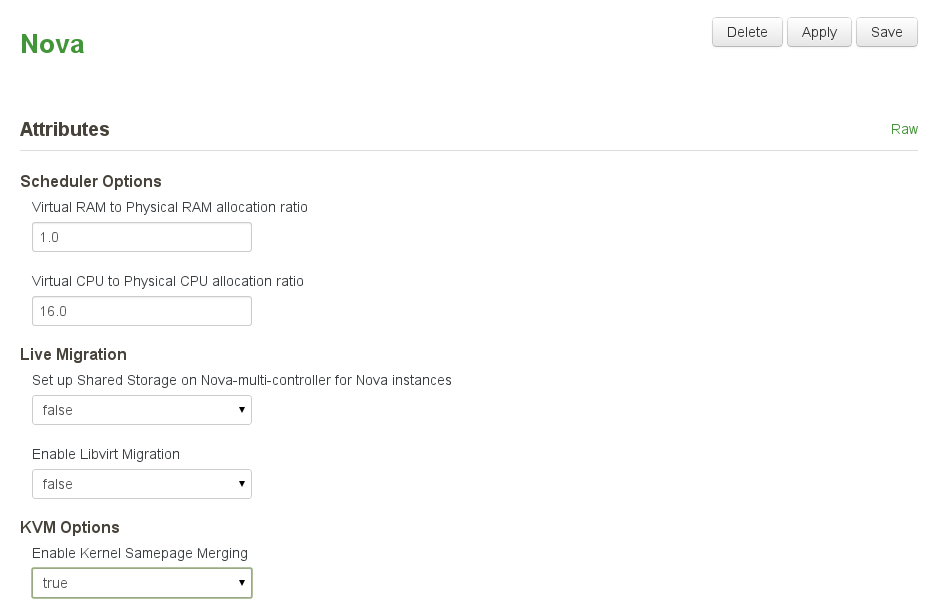 Nova
Delete Apply Save
Attributes
Raw
Scheduler Options
Virtual RAM to Physical RAM allocation ratio
1.0
Virtual CPU to Physical CPU allocation ratio
16.0
Live Migration
Set up Shared Storage on Nova-multi-controller for Nova instances
false
Enable Libvirt Migration
false
KVM Options
Enable Kernel Samepage Merging
true